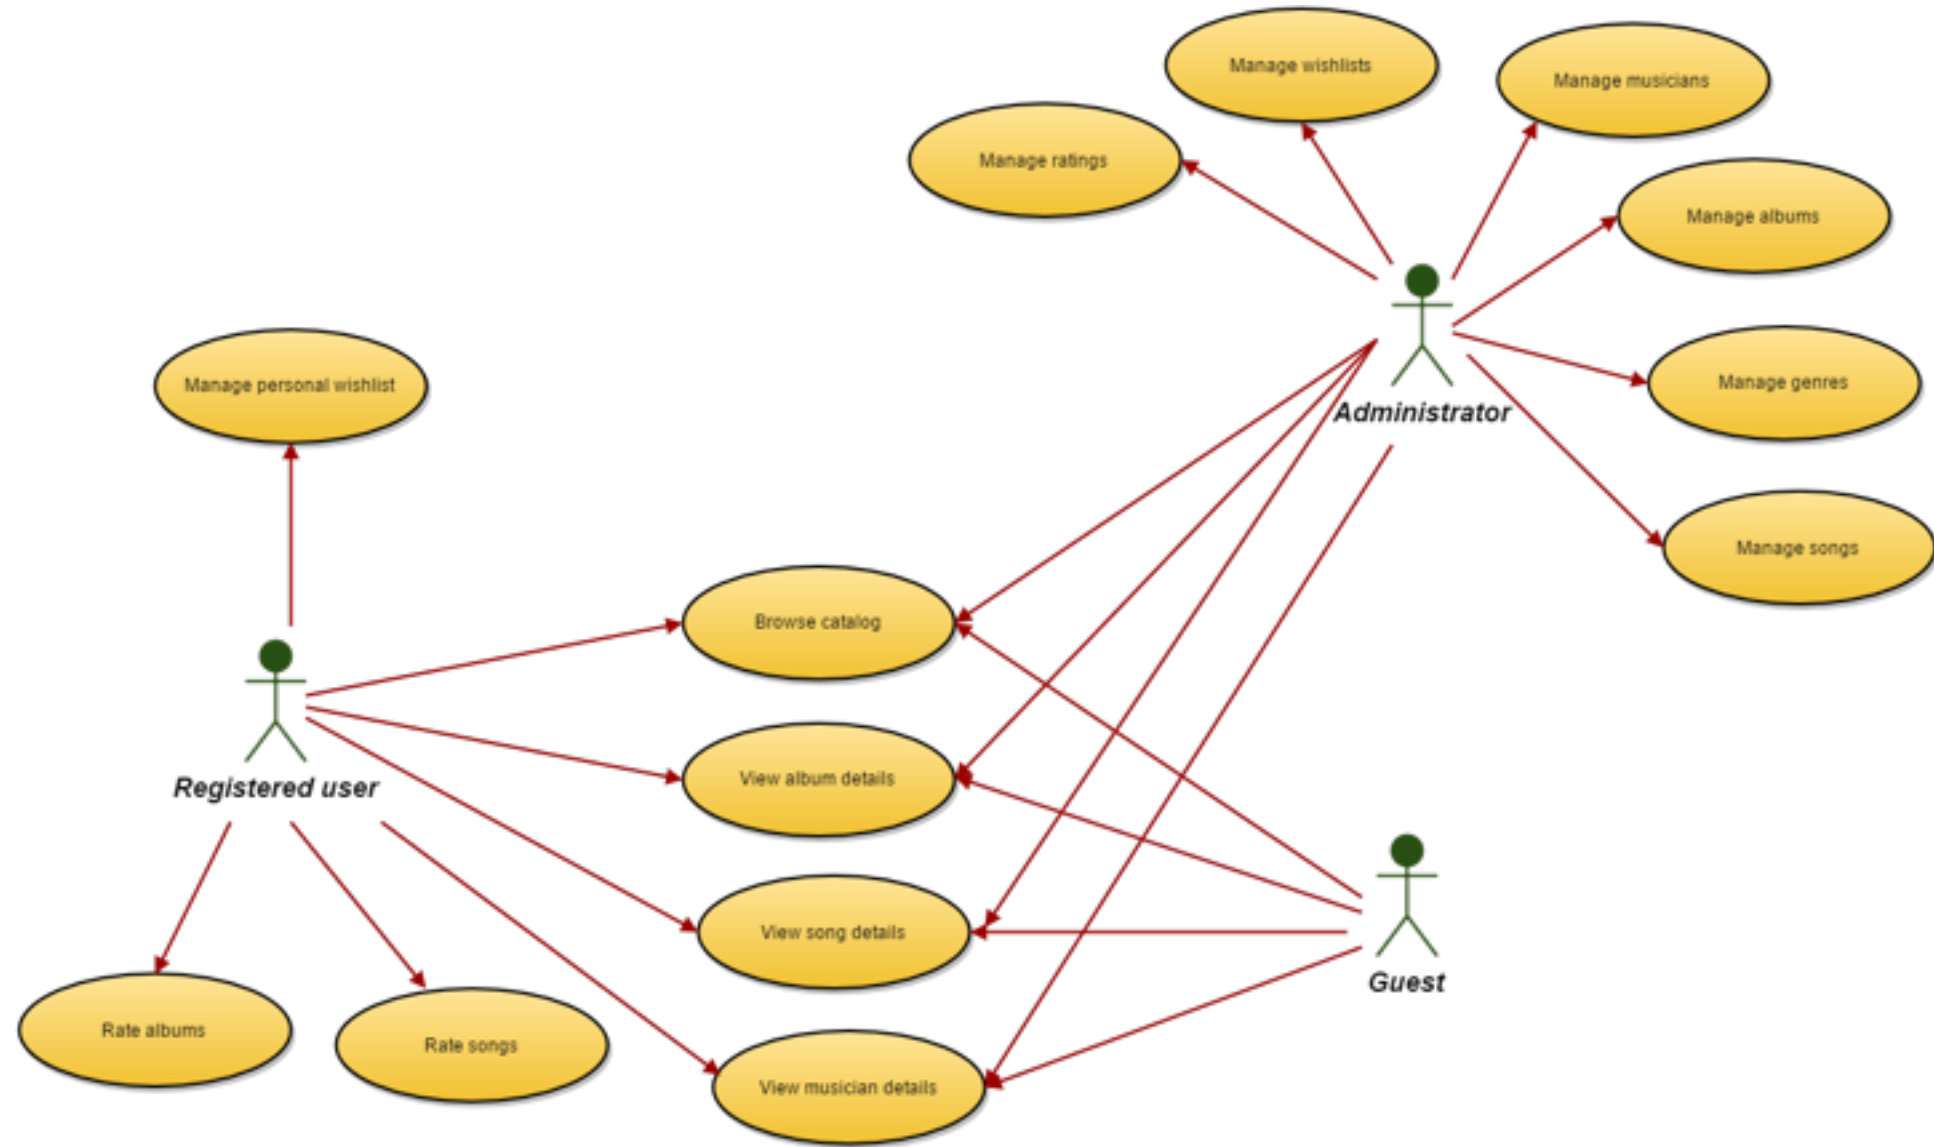 Manage wishlists
Manage musicians
Manage ratings
Manage albums
Manage personal wishlist
Manage genres
Administrator
Manage songs
Browse catalog
View album details
Registered user
View song details
Guest
Rate albums
Rate songs
View musician details